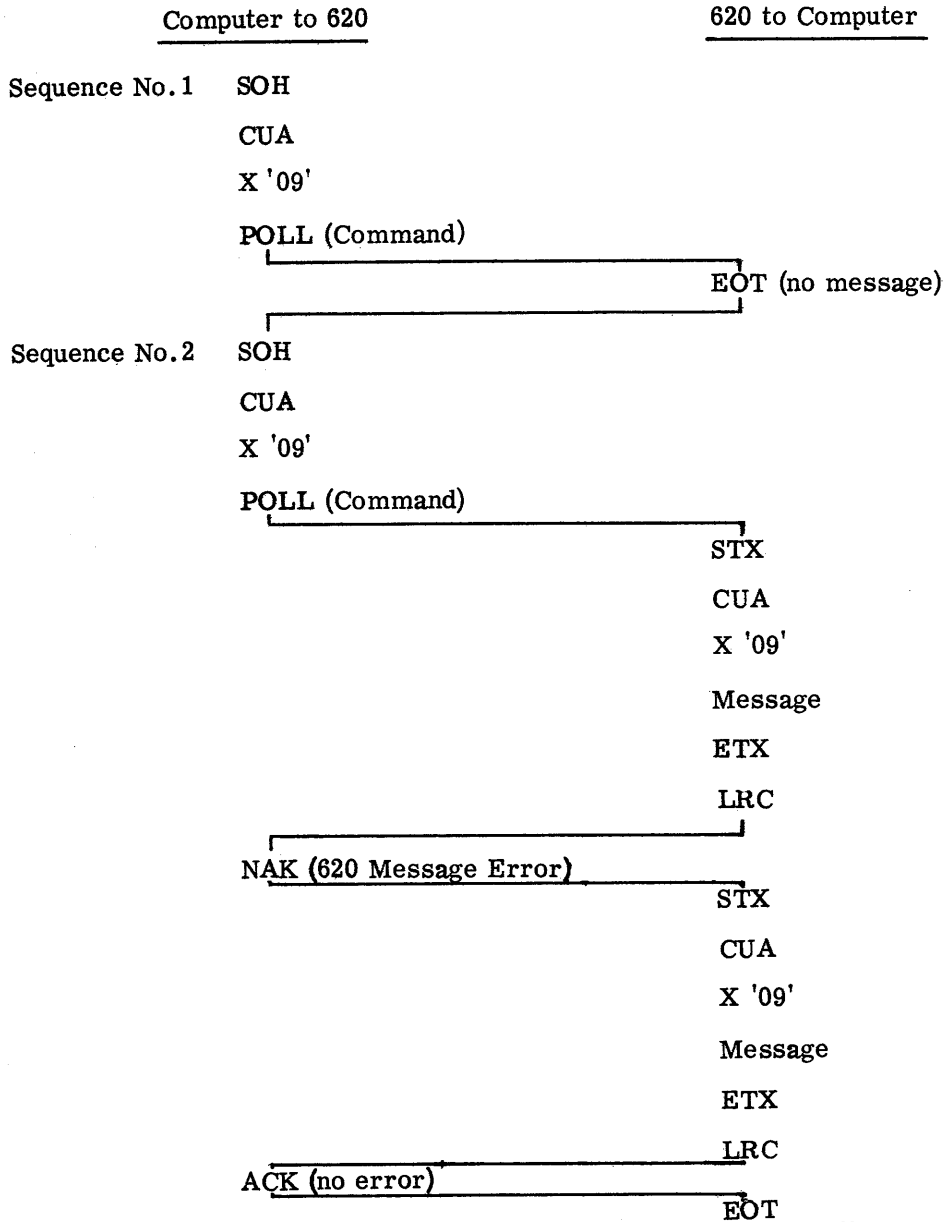 Computer to 620 620 to Computer
Sequence No.1 SOH
CUA
X '09'
POLL (Command)
EOT (no message)
Sequence No.2 SOH
CUA
X '09'
POLL (Command)
STX
CUA
X '09'
Message
ETX
LRC
NAK (620 Message Error)
STX
CUA
X '09'
Message
ETX
LRC
ACK (no error)
EOT